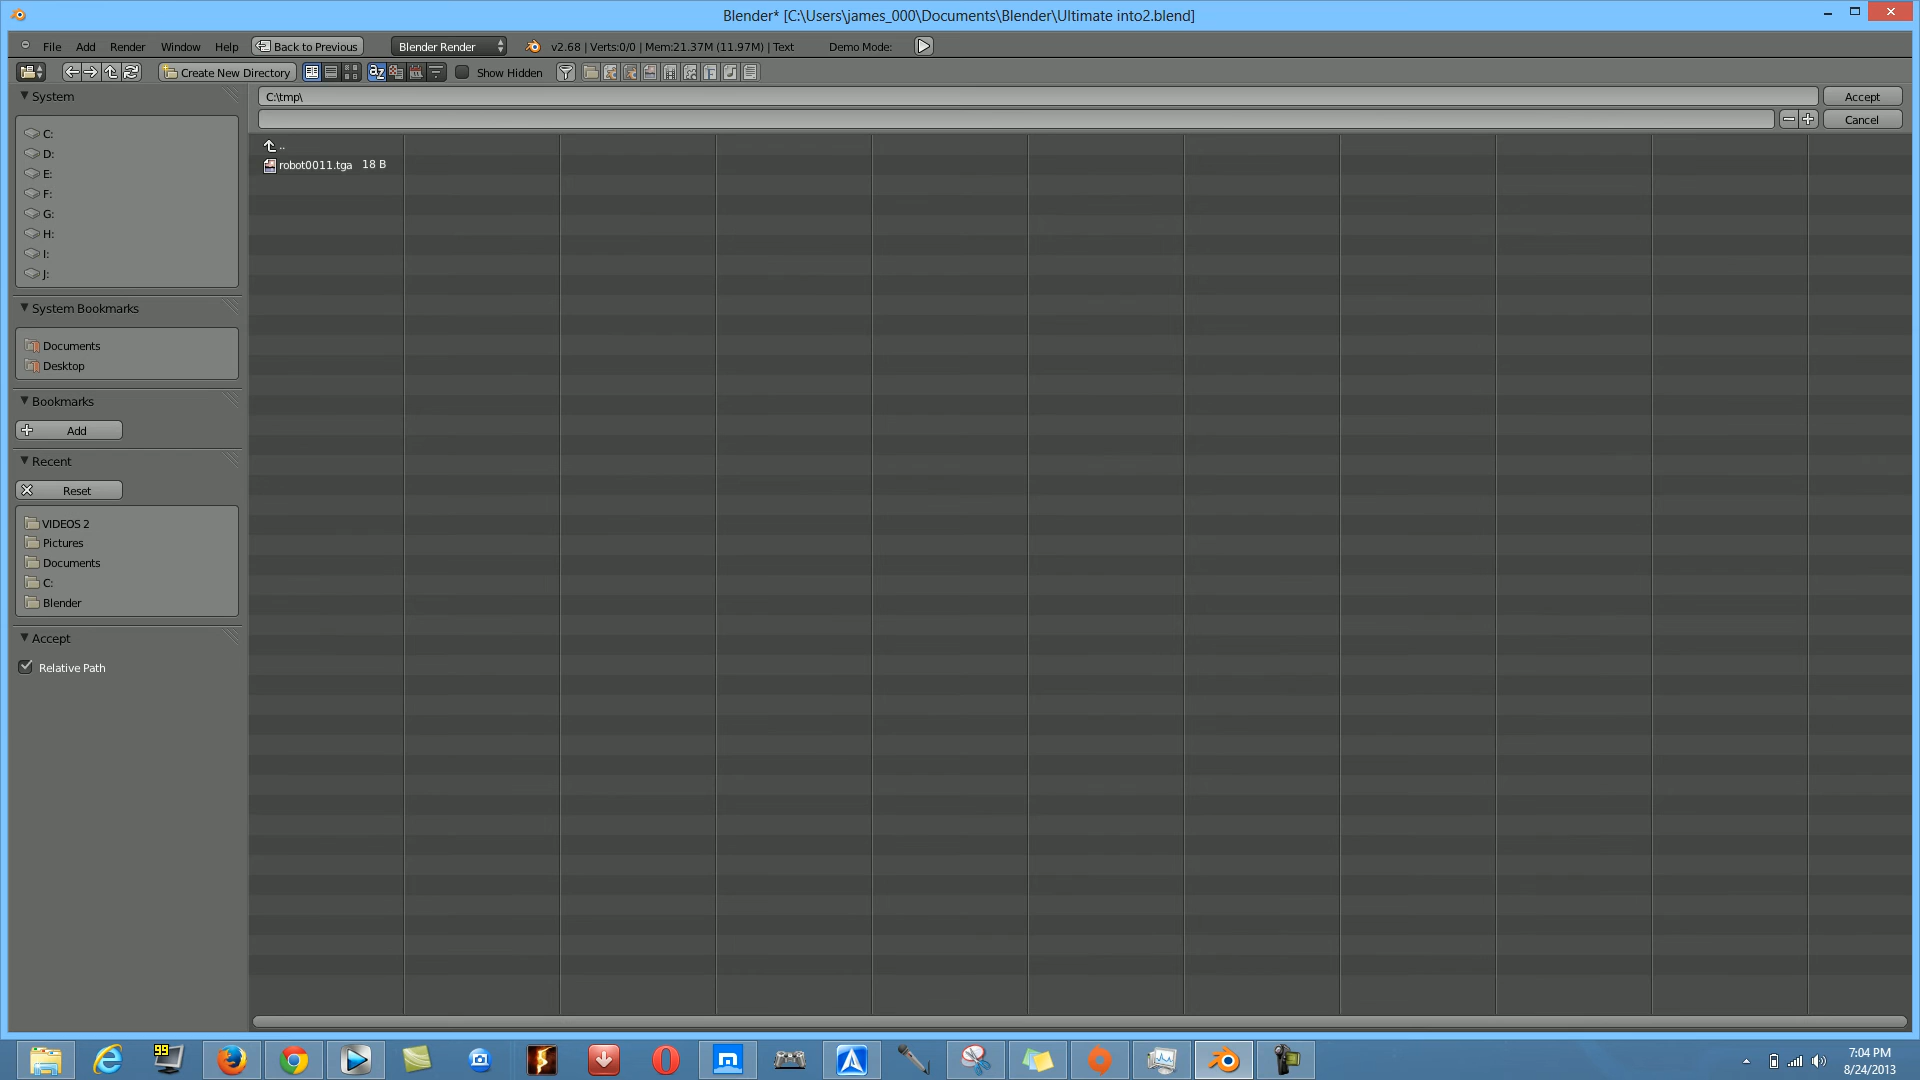 Blender* [C:\Users\james_000\Documents\Blender\Ultimate into2.blend]
File Add Render Window Help Back to Previous Blender Render v2.68 | Verts:0/0 | Mem:21.37M (11.97M) | Text Demo Mode:
Create New Directory Show Hidden
System
C:\tmp\ Accept
Cancel
C:
D:
E:
F:
G:
H:
I:
J:
..
robot0011.tga 18 B
System Bookmarks
Documents
Desktop
Bookmarks
Add
Recent
Reset
VIDEOS 2
Pictures
Documents
C:
Blender
Accept
Relative Path
99
7:04 PM
8/24/2013